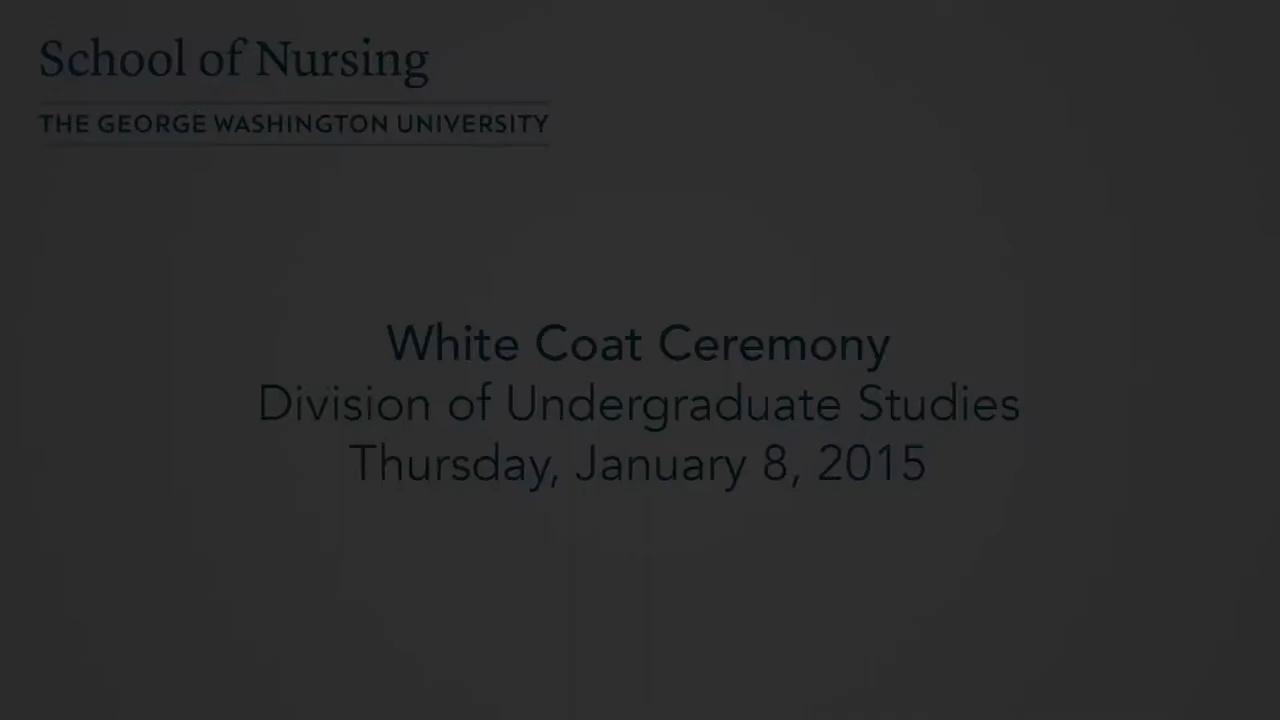 School of Nursing
THE GEORGE WASHINGTON UNIVERSITY
White Coat Ceremony
Division of Undergraduate Studies
Thursday, January 8, 2015